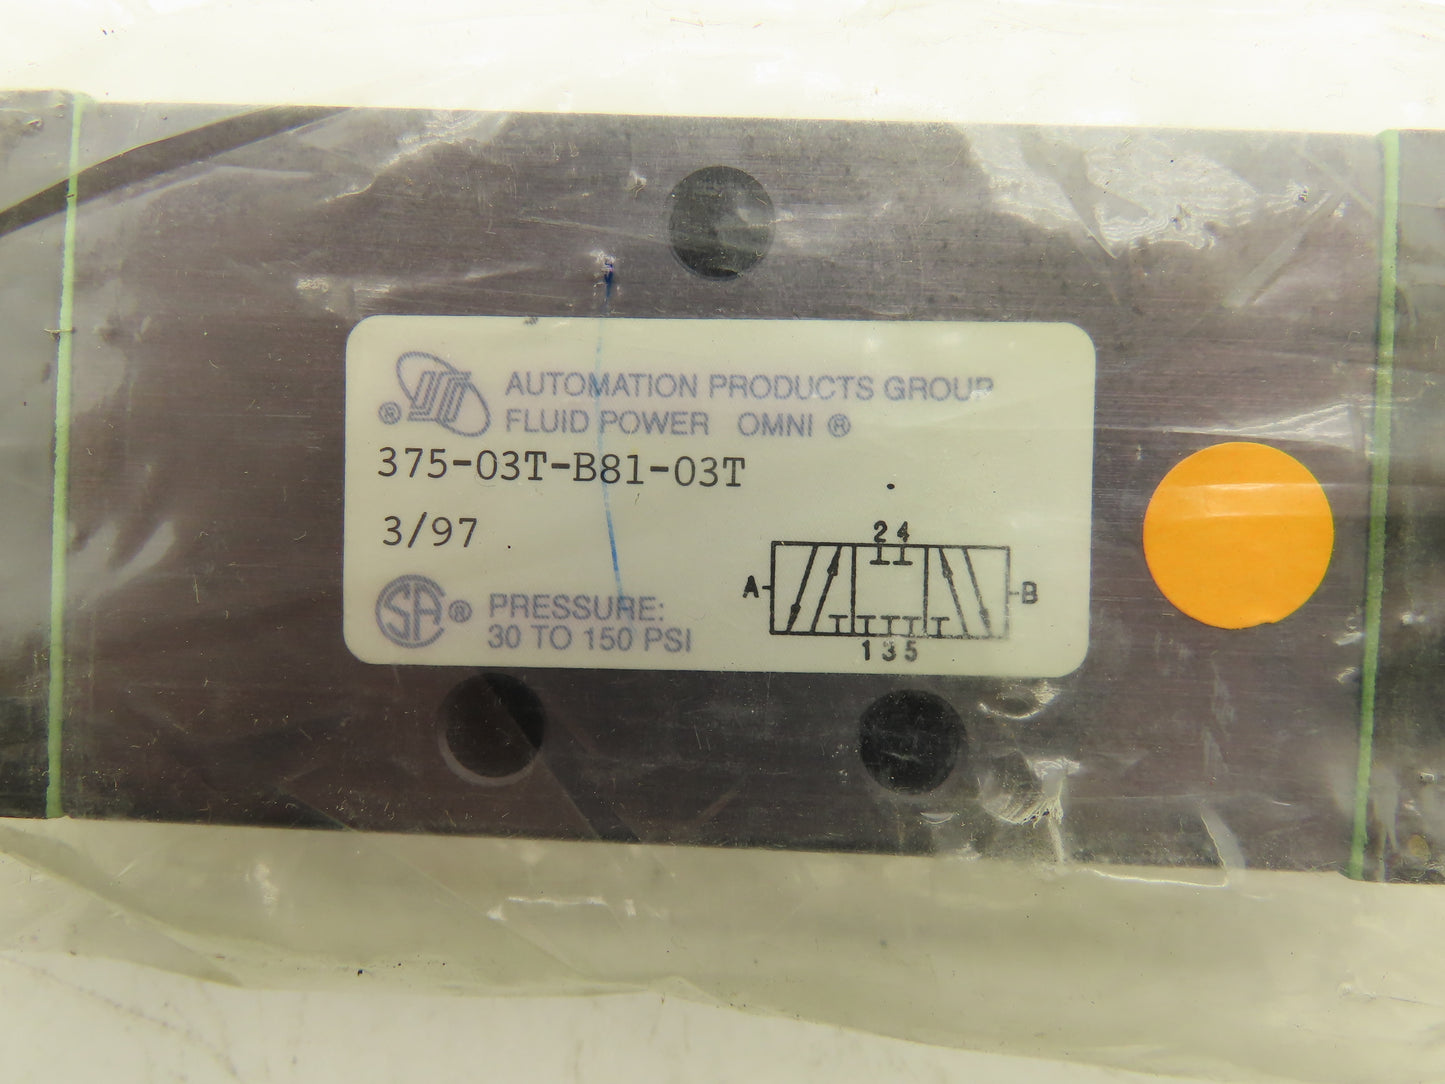 ® AUTOMATION PRODUCTS GROUP
FLUID POWER OMNI ®
375-03T-B81-03T
3/97
SA ® PRESSURE:
30 TO 150 PSI
2 4
A B
1 3 5